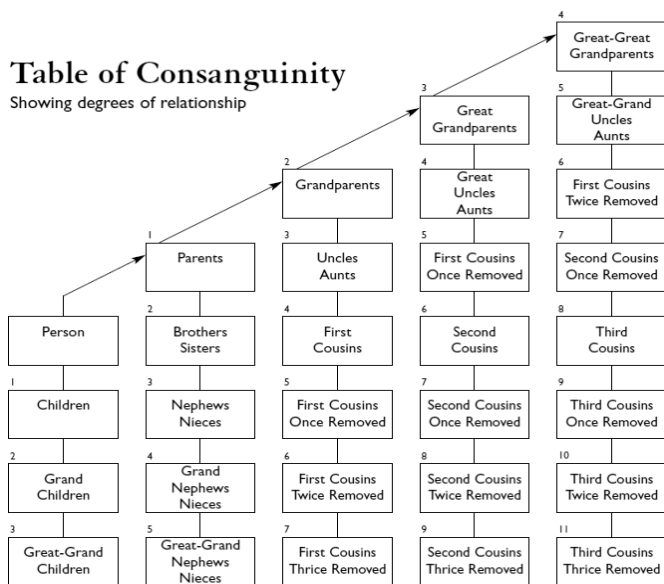 4
Great-Great
Grandparents
Table of Consanguinity
Showing degrees of relationship
3
Great
Grandparents
5
Great-Grand
Uncles
Aunts
2
Grandparents
4
Great
Uncles
Aunts
6
First Cousins
Twice Removed
1
Parents
3
Uncles
Aunts
5
First Cousins
Once Removed
7
Second Cousins
Once Removed
Person
2
Brothers
Sisters
4
First
Cousins
6
Second
Cousins
8
Third
Cousins
1
Children
3
Nephews
Nieces
5
First Cousins
Once Removed
7
Second Cousins
Once Removed
9
Third Cousins
Once Removed
2
Grand
Children
4
Grand
Nephews
Nieces
6
First Cousins
Twice Removed
8
Second Cousins
Twice Removed
10
Third Cousins
Twice Removed
3
Great-Grand
Children
5
Great-Grand
Nephews
Nieces
7
First Cousins
Thrice Removed
9
Second Cousins
Thrice Removed
11
Third Cousins
Thrice Removed